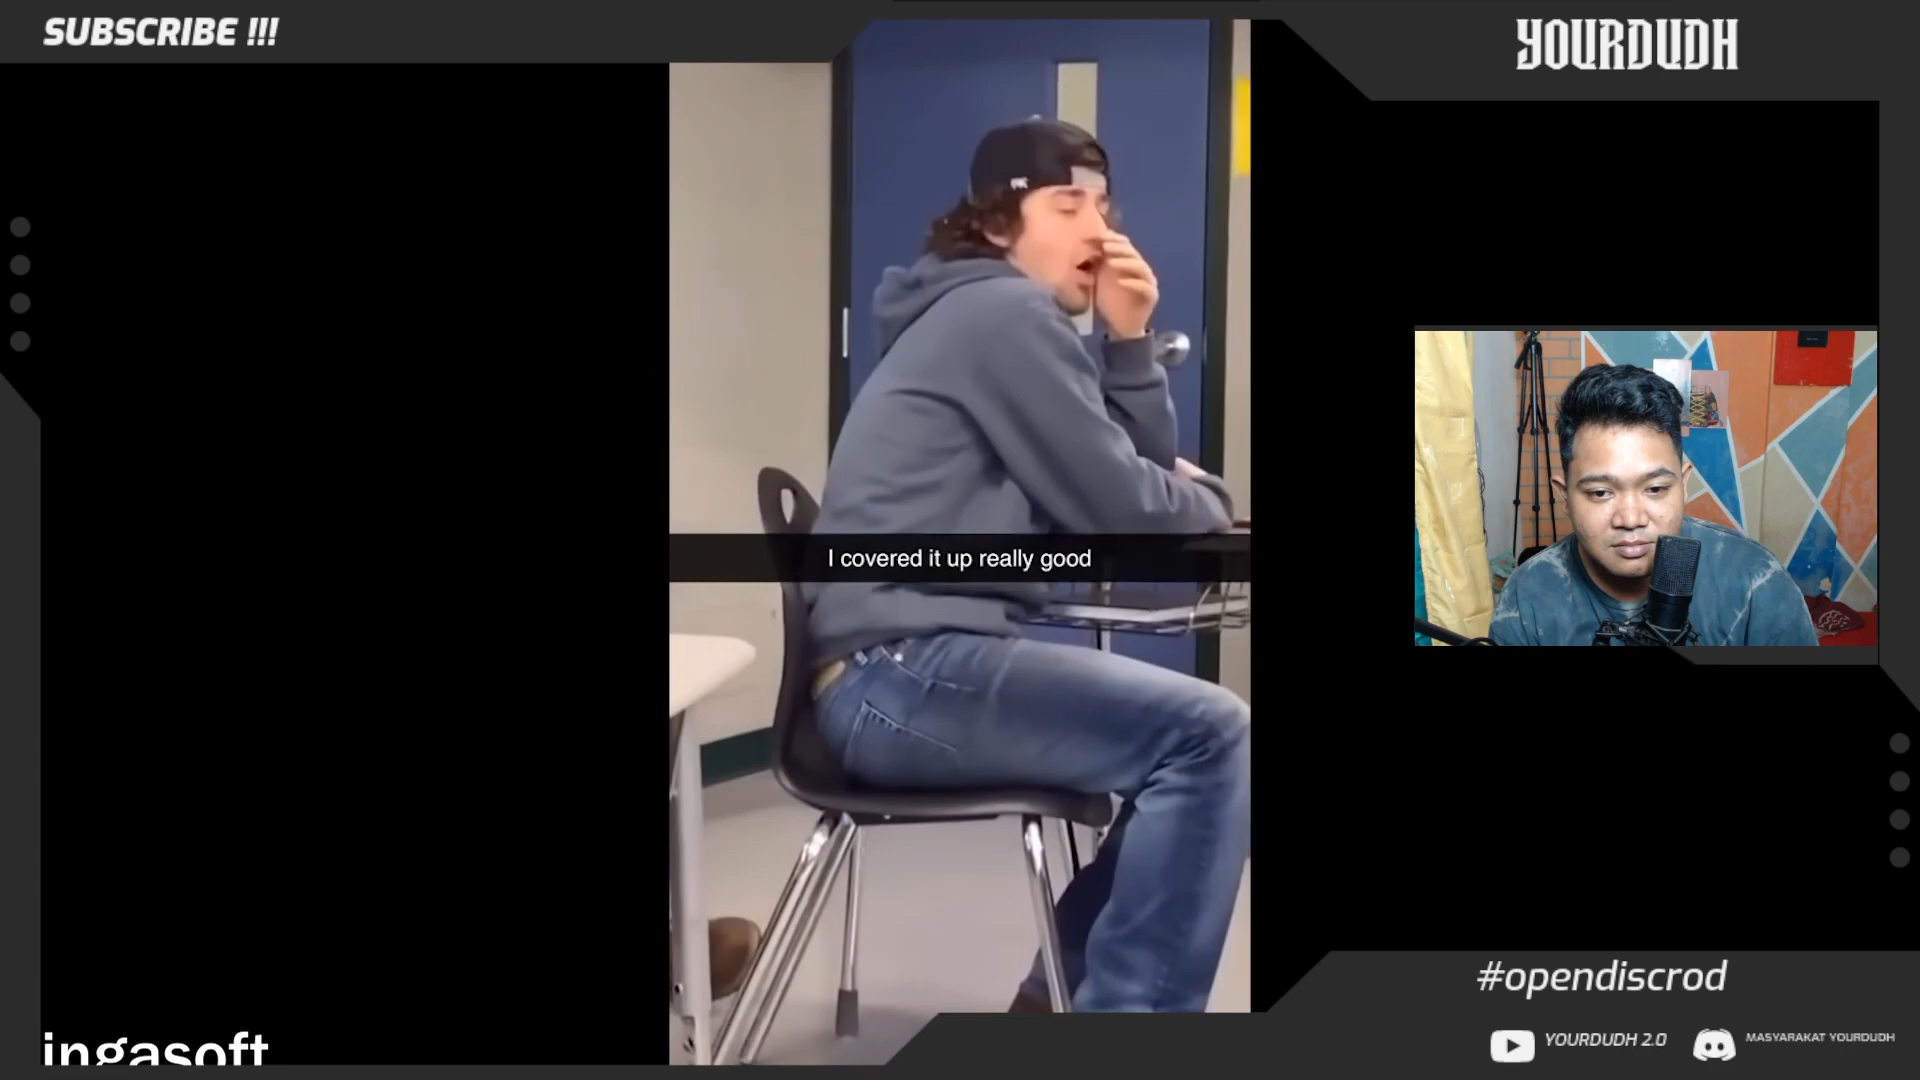 SUBSCRIBE !!!
YOURDUDH
I covered it up really good
#opendiscrod
YOURDUDH 2.0
MASYARAKAT YOURDUDH
ingasoft